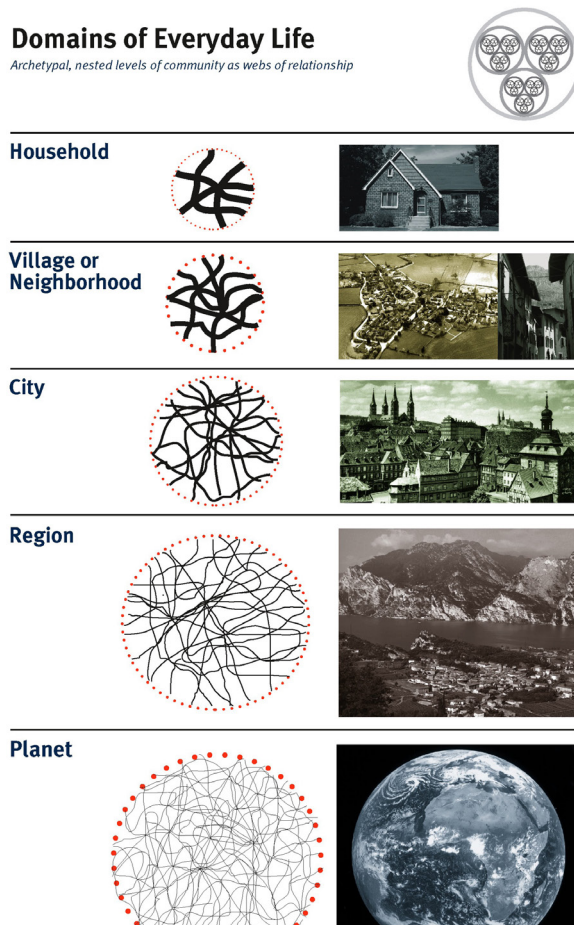 Domains of Everyday Life
Archetypal, nested levels of community as webs of relationship
Household
Village or
Neighborhood
City
Region
Planet